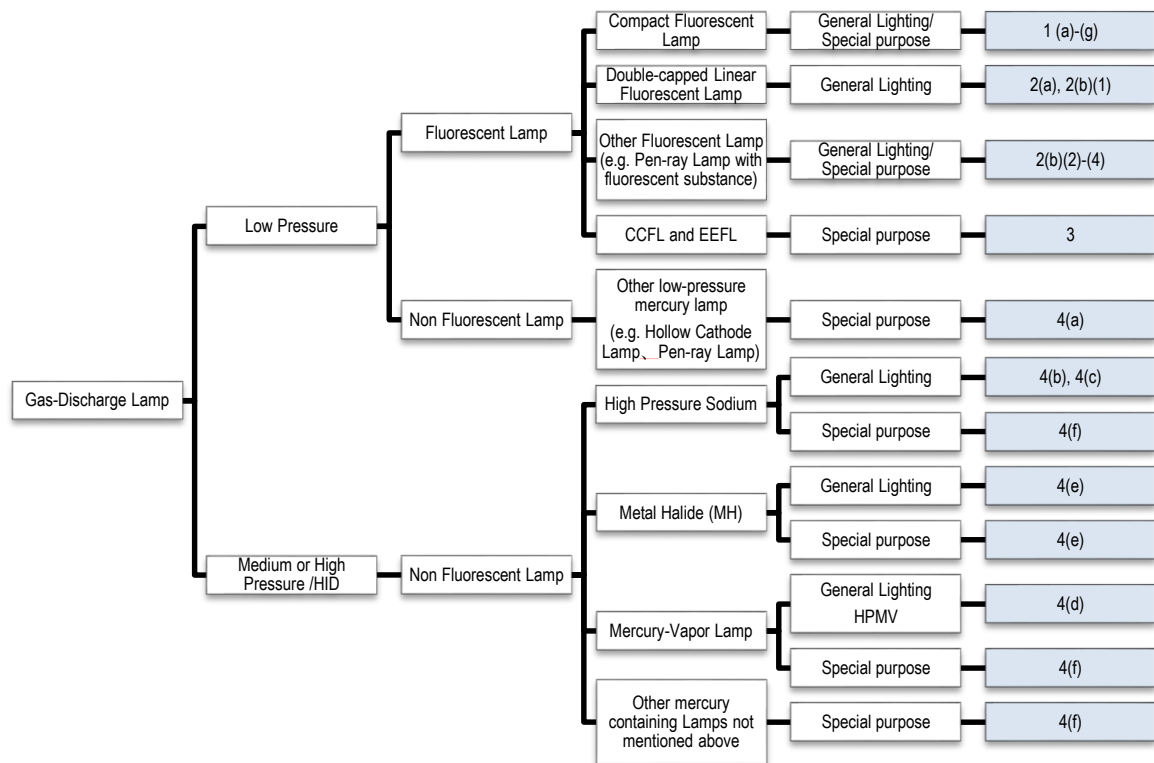 Compact Fluorescent
Lamp
General Lighting/
Special purpose
1 (a)-(g)
Double-capped Linear
Fluorescent Lamp
General Lighting
2(a), 2(b)(1)
Fluorescent Lamp
Other Fluorescent Lamp
(e.g. Pen-ray Lamp with
fluorescent substance)
General Lighting/
Special purpose
2(b)(2)-(4)
Low Pressure
CCFL and EEFL
Special purpose
3
Non Fluorescent Lamp
Other low-pressure
mercury lamp
(e.g. Hollow Cathode
Lamp、Pen-ray Lamp)
Special purpose
4(a)
Gas-Discharge Lamp
High Pressure Sodium
General Lighting
4(b), 4(c)
Special purpose
4(f)
Metal Halide (MH)
General Lighting
4(e)
Special purpose
4(e)
Medium or High
Pressure /HID
Non Fluorescent Lamp
Mercury-Vapor Lamp
General Lighting
HPMV
4(d)
Special purpose
4(f)
Other mercury
containing Lamps not
mentioned above
Special purpose
4(f)